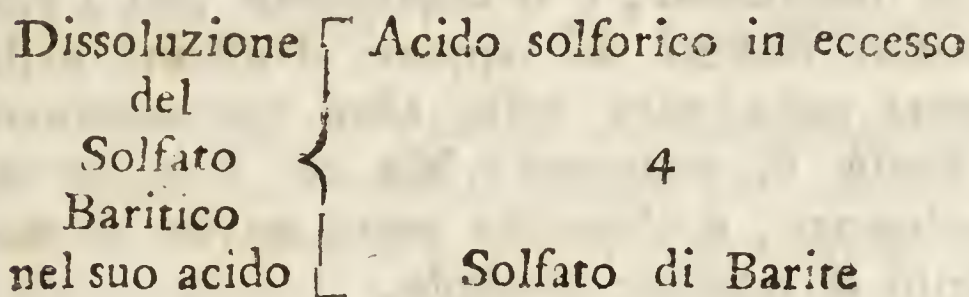 Dissoluzione
del
Solfato
Baritico
nel suo acido
Acido solforico in eccesso
4
Solfato di Barite